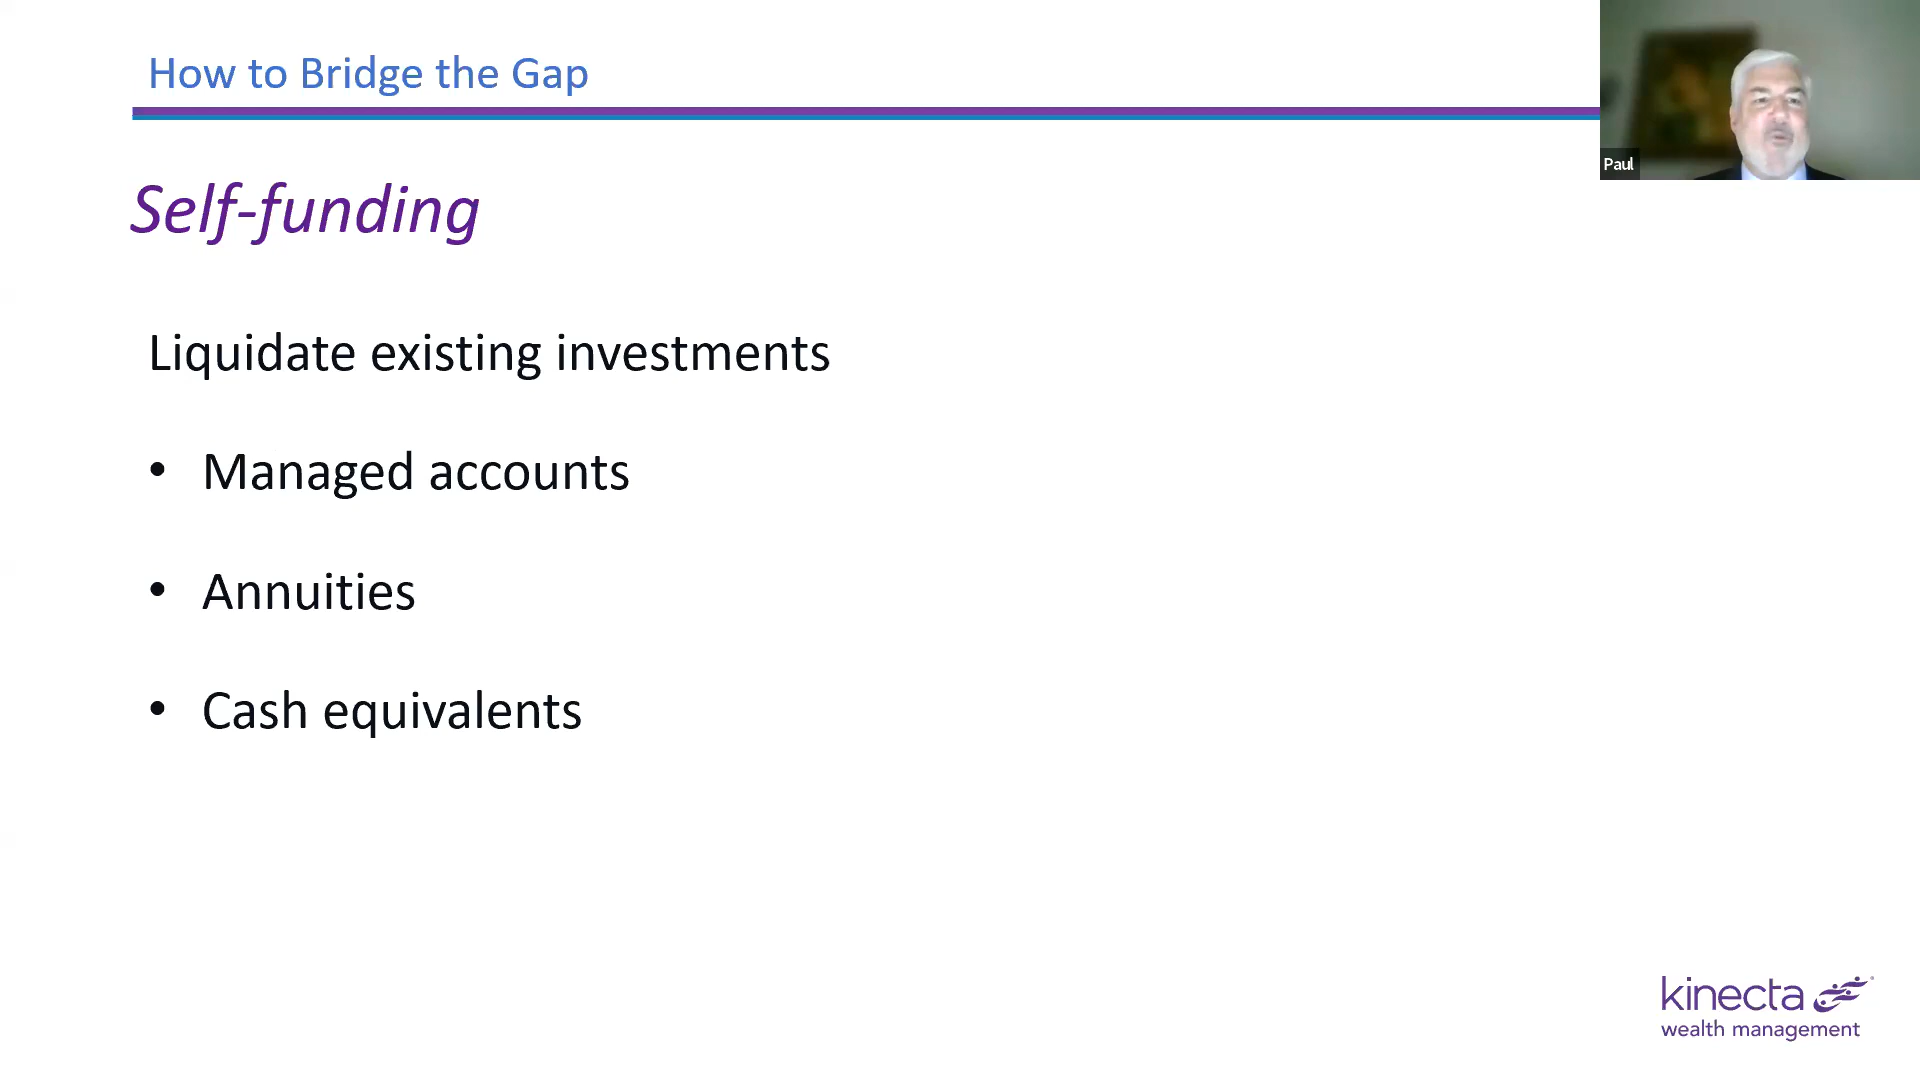 How to Bridge the Gap
Paul
Self-funding
Liquidate existing investments
• Managed accounts
• Annuities
• Cash equivalents
kinecta
wealth management